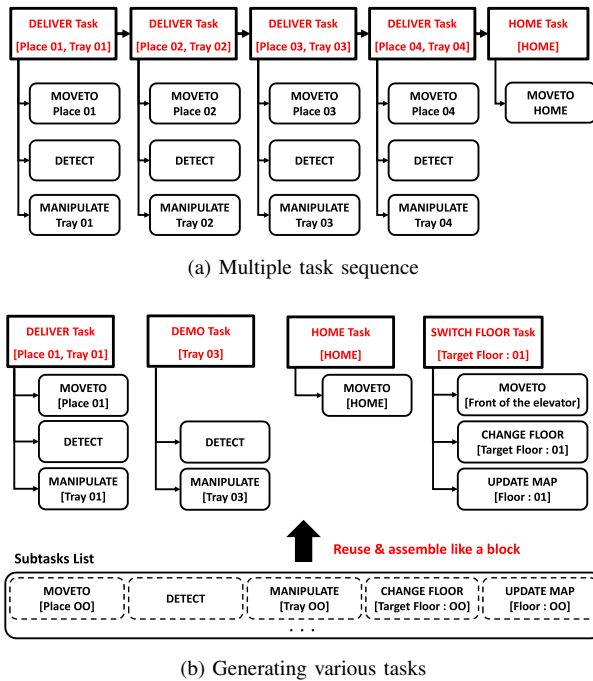 DELIVER Task
[Place 01, Tray 01]
DELIVER Task
[Place 02, Tray 02]
DELIVER Task
[Place 03, Tray 03]
DELIVER Task
[Place 04, Tray 04]
HOME Task
[HOME]
MOVETO
Place 01
MOVETO
Place 02
MOVETO
Place 03
MOVETO
Place 04
MOVETO
HOME
DETECT
DETECT
DETECT
DETECT
MANIPULATE
Tray 01
MANIPULATE
Tray 02
MANIPULATE
Tray 03
MANIPULATE
Tray 04
(a) Multiple task sequence
DELIVER Task
[Place 01, Tray 01]
DEMO Task
[Tray 03]
HOME Task
[HOME]
SWITCH FLOOR Task
[Target Floor : 01]
MOVETO
[Place 01]
MOVETO
[HOME]
MOVETO
[Front of the elevator]
DETECT
DETECT
CHANGE FLOOR
[Target Floor : 01]
MANIPULATE
[Tray 01]
MANIPULATE
[Tray 03]
UPDATE MAP
[Floor : 01]
Reuse & assemble like a block
Subtasks List
MOVETO
[Place OO]
DETECT
MANIPULATE
[Tray OO]
CHANGE FLOOR
[Target Floor : OO]
UPDATE MAP
[Floor : OO]
. . .
(b) Generating various tasks